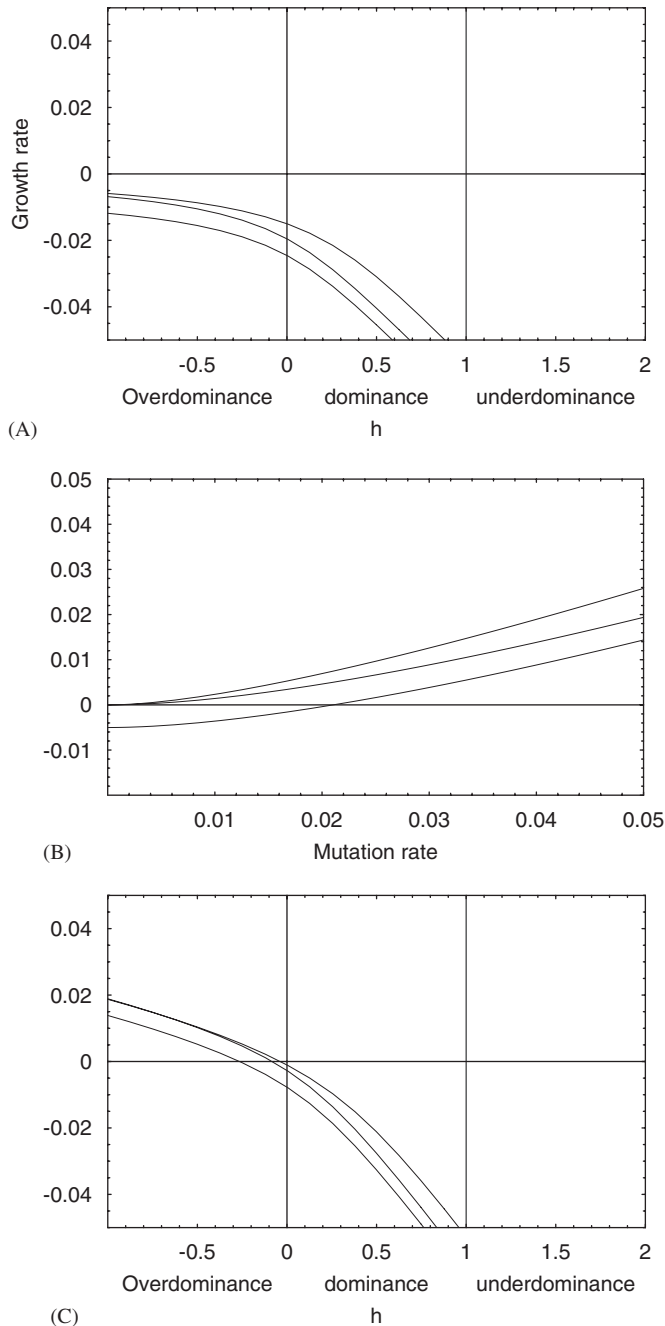 0.04
0.02
0
-0.02
-0.04
Growth rate
-0.5 0 0.5 1 1.5 2
Overdominance dominance underdominance
(A) h
0.05
0.04
0.03
0.02
0.01
0
-0.01
0.01 0.02 0.03 0.04 0.05
(B) Mutation rate
0.04
0.02
0
-0.02
-0.04
-0.5 0 0.5 1 1.5 2
Overdominance dominance underdominance
(C) h